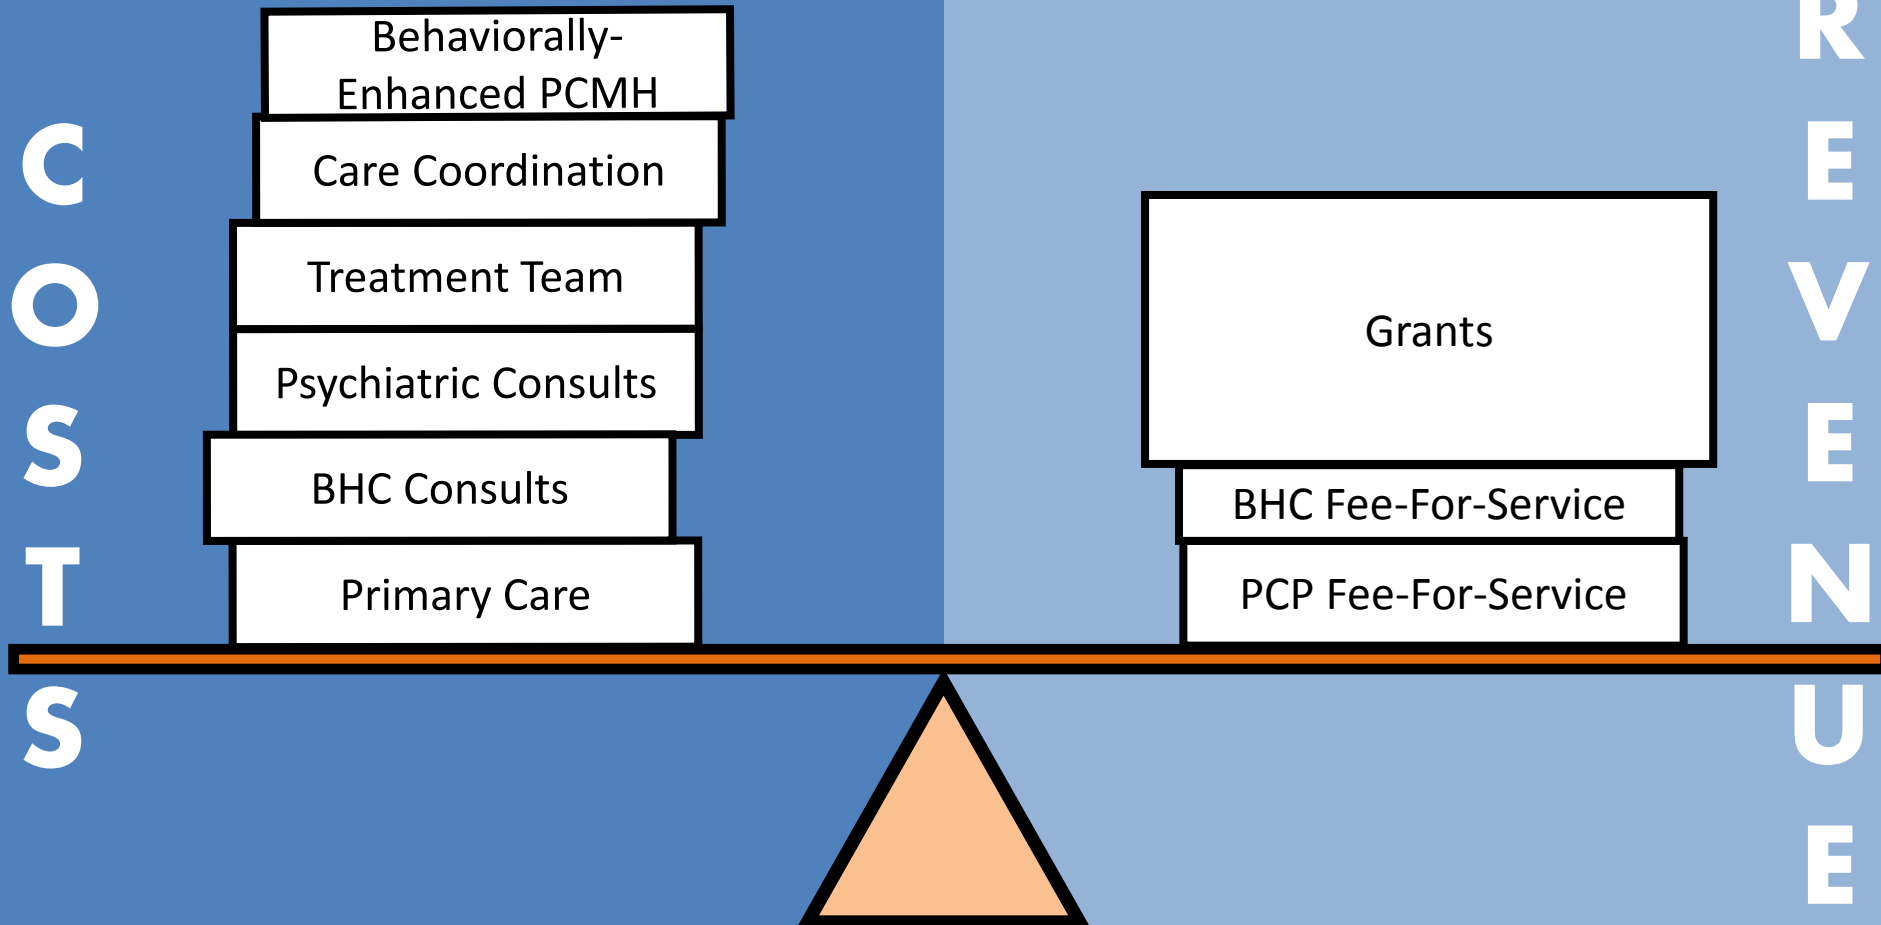 COSTS
Behaviorally-
Enhanced PCMH
Care Coordination
Treatment Team
Psychiatric Consults
BHC Consults
Primary Care
Grants
BHC Fee-For-Service
PCP Fee-For-Service
REVENUE